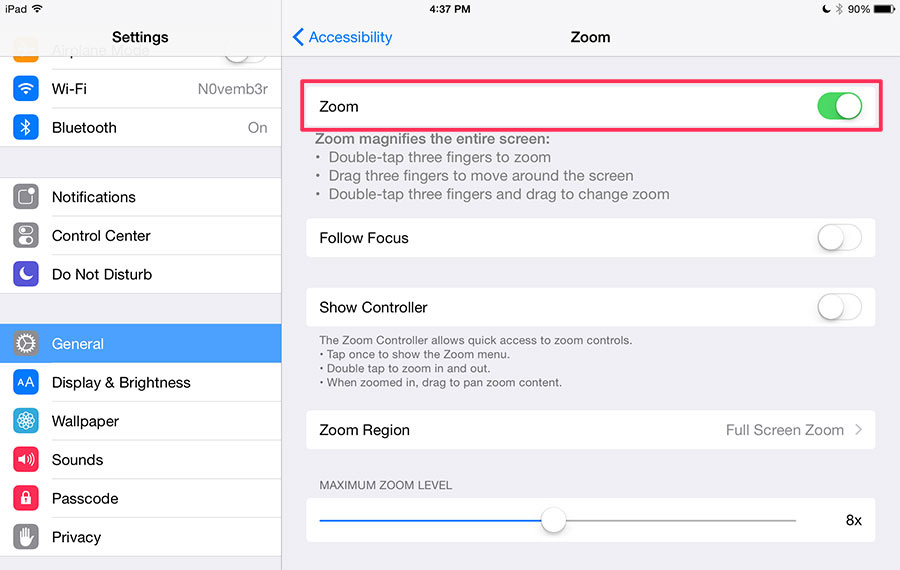 iPad
4:37 PM
90%
Settings
Airplane Mode
Wi-Fi
N0vemb3r
Bluetooth
On
Notifications
Control Center
Do Not Disturb
General
AA
Display & Brightness
Wallpaper
Sounds
Passcode
Privacy
Accessibility
Zoom
Zoom
Zoom magnifies the entire screen:
• Double-tap three fingers to zoom
• Drag three fingers to move around the screen
• Double-tap three fingers and drag to change zoom
Follow Focus
Show Controller
The Zoom Controller allows quick access to zoom controls.
• Tap once to show the Zoom menu.
• Double tap to zoom in and out.
• When zoomed in, drag to pan zoom content.
Zoom Region
Full Screen Zoom
MAXIMUM ZOOM LEVEL
8x